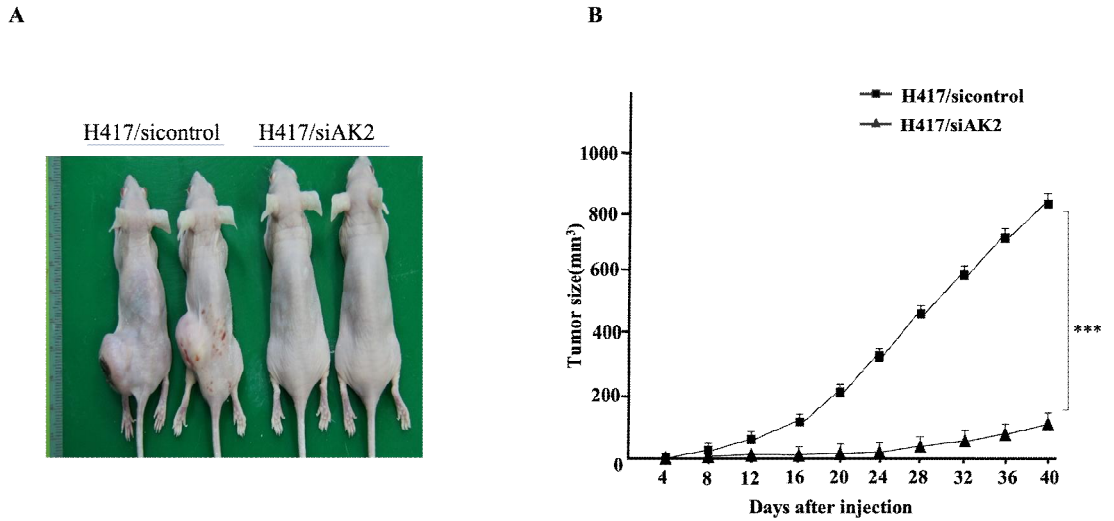 A
B
H417/sicontrol H417/siAK2
H417/sicontrol
H417/siAK2
Tumor size(mm³)
1000
800
600
400
200
0
***
4 8 12 16 20 24 28 32 36 40
Days after injection